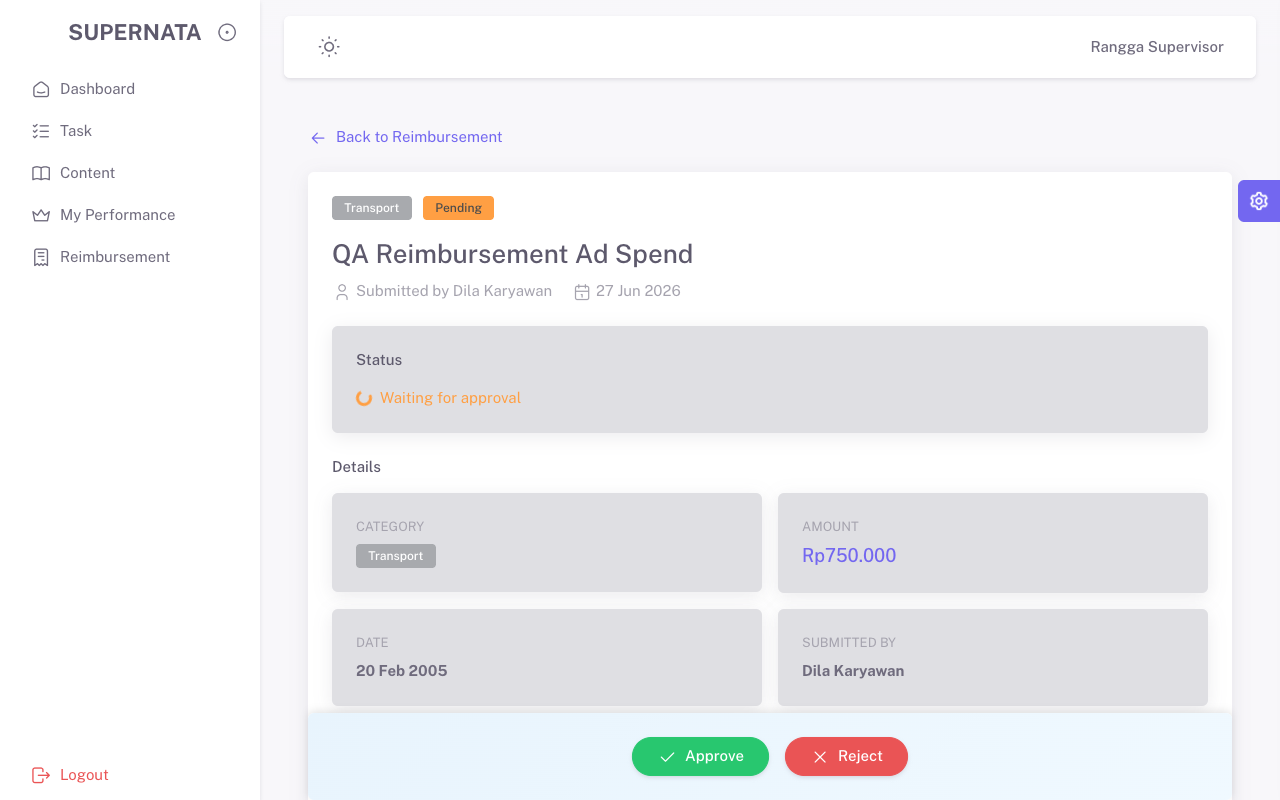 SUPERNATA
Dashboard
Task
Content
My Performance
Reimbursement
Logout
Rangga Supervisor
Back to Reimbursement
Transport Pending
QA Reimbursement Ad Spend
Submitted by Dila Karyawan 27 Jun 2026
Status
Waiting for approval
Details
CATEGORY
Transport
AMOUNT
Rp750.000
DATE
20 Feb 2005
SUBMITTED BY
Dila Karyawan
Approve Reject